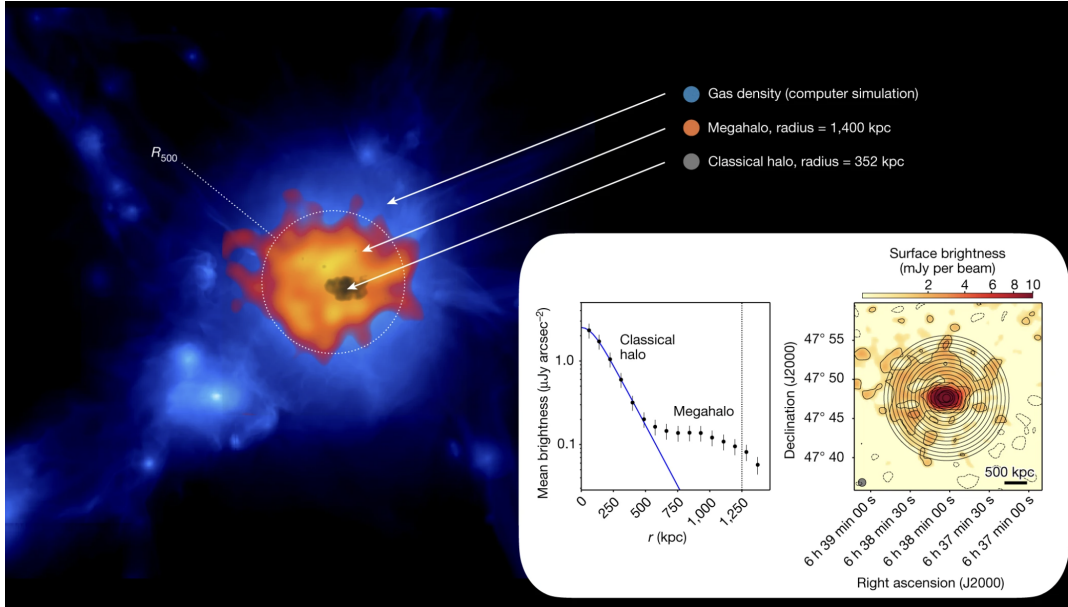 Gas density (computer simulation)
Megahalo, radius = 1,400 kpc
Classical halo, radius = 352 kpc
R500
Surface brightness
(mJy per beam)
2 4 6 8 10
Mean brightness (μJy arcsec−2)
1.0
0.1
Classical
halo
Megahalo
0
250
500
750
1,000
1,250
r (kpc)
Declination (J2000)
47° 55
47° 50
47° 45
47° 40
500 kpc
6 h 39 min 00 s
6 h 38 min 30 s
6 h 38 min 00 s
6 h 37 min 30 s
6 h 37 min 00 s
Right ascension (J2000)